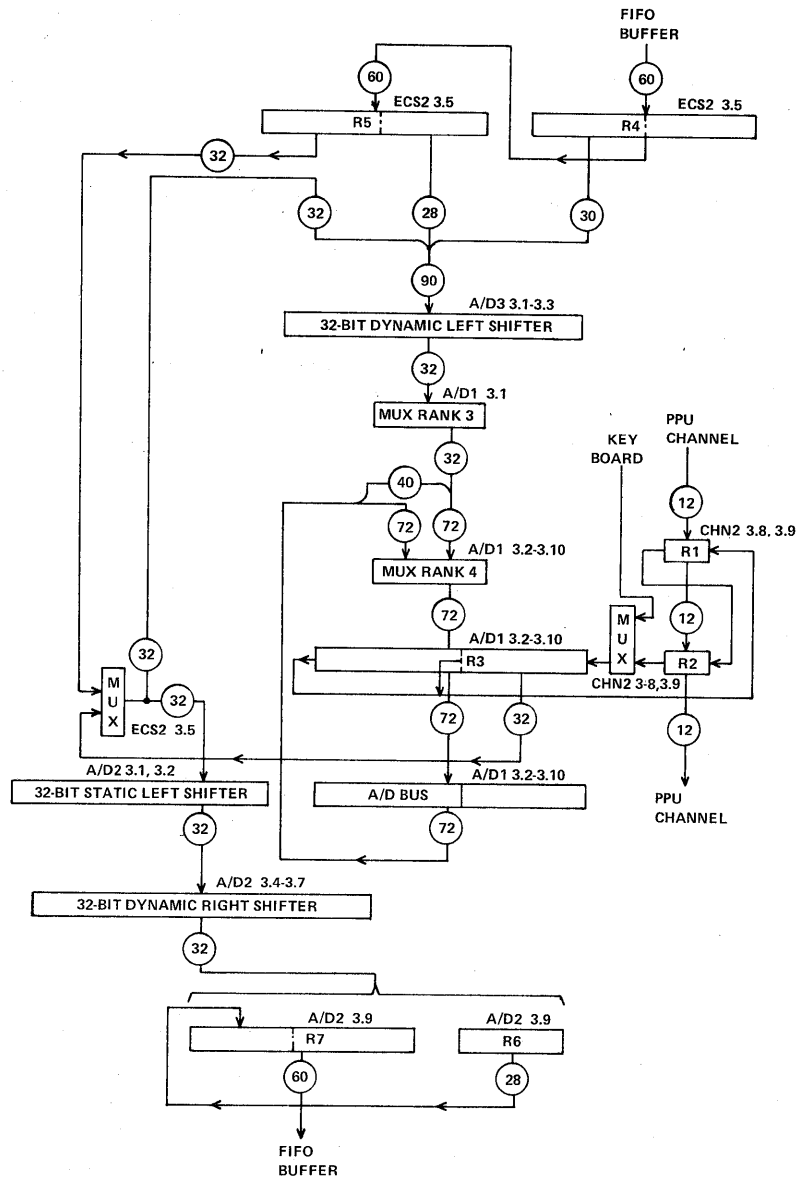 FIFO
BUFFER
60
60
ECS2 3.5
ECS2 3.5
R5
R4
32
32
28
30
90
A/D3 3.1-3.3
32-BIT DYNAMIC LEFT SHIFTER
32
A/D1 3.1
MUX RANK 3
32
KEY
BOARD
PPU
CHANNEL
40
72
72
12
CHN2 3.8, 3.9
R1
A/D1 3.2-3.10
MUX RANK 4
72
12
MUX
A/D1 3.2-3.10
R3
R2
CHN2 3-8,3.9
32
MUX
32
ECS2 3.5
72
32
12
A/D2 3.1, 3.2
32-BIT STATIC LEFT SHIFTER
A/D1 3.2-3.10
A/D BUS
PPU
CHANNEL
32
72
A/D2 3.4-3.7
32-BIT DYNAMIC RIGHT SHIFTER
32
A/D2 3.9
A/D2 3.9
R7
R6
60
28
FIFO
BUFFER